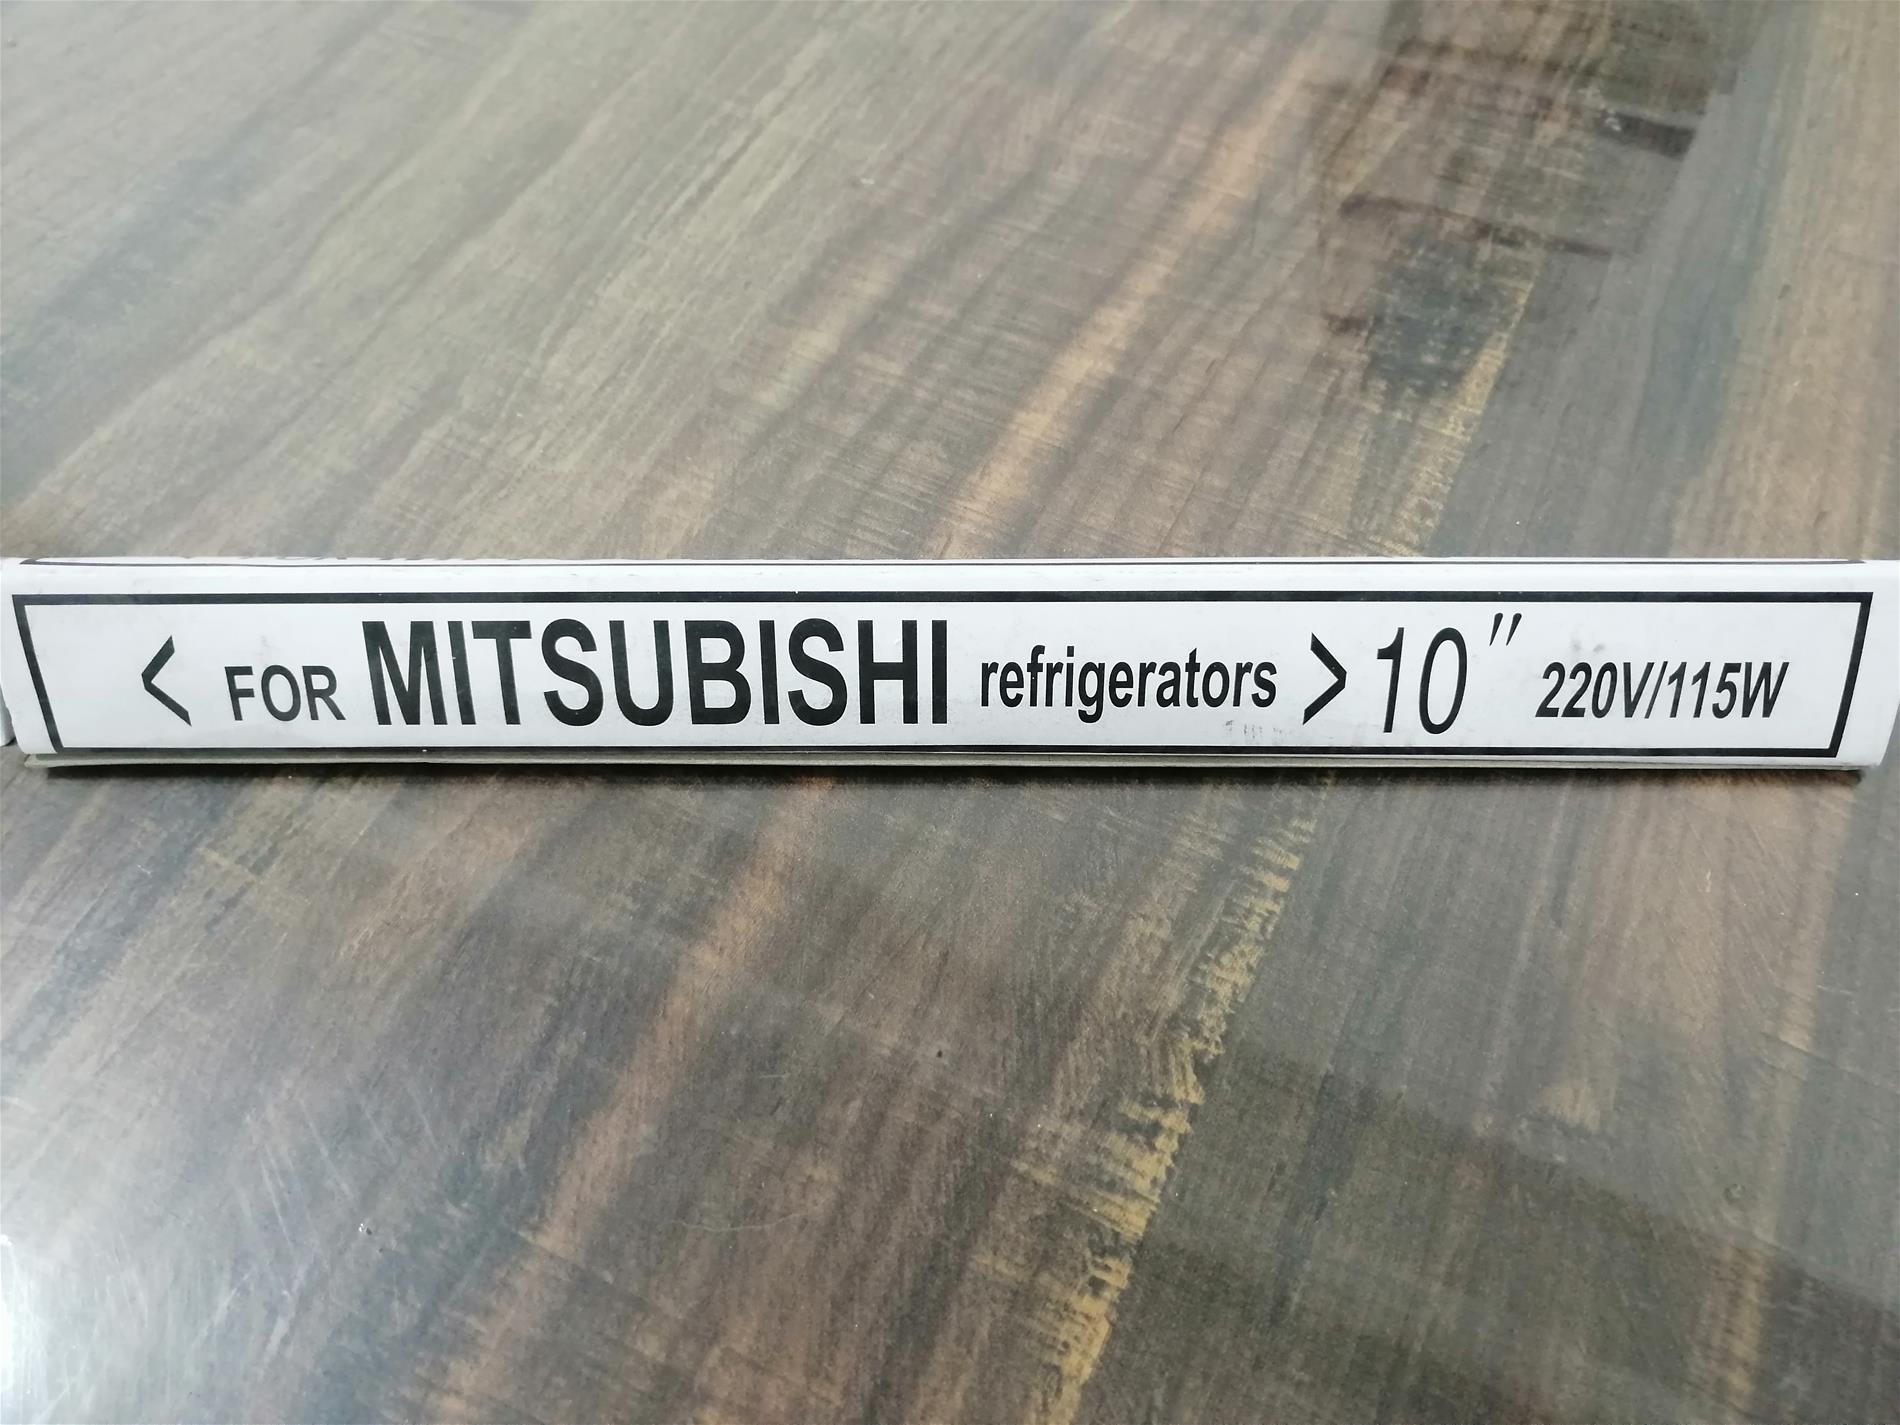 < FOR MITSUBISHI refrigerators > 10" 220V/115W